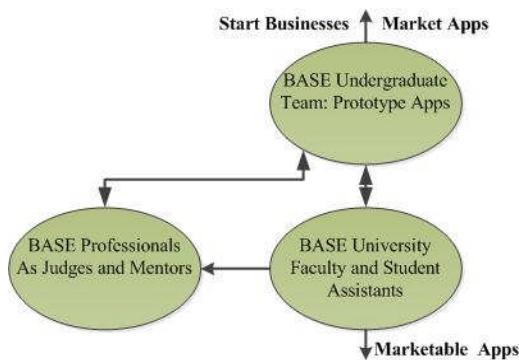 Start Businesses Market Apps
BASE Undergraduate
Team: Prototype Apps
BASE Professionals
As Judges and Mentors
BASE University
Faculty and Student
Assistants
Marketable Apps